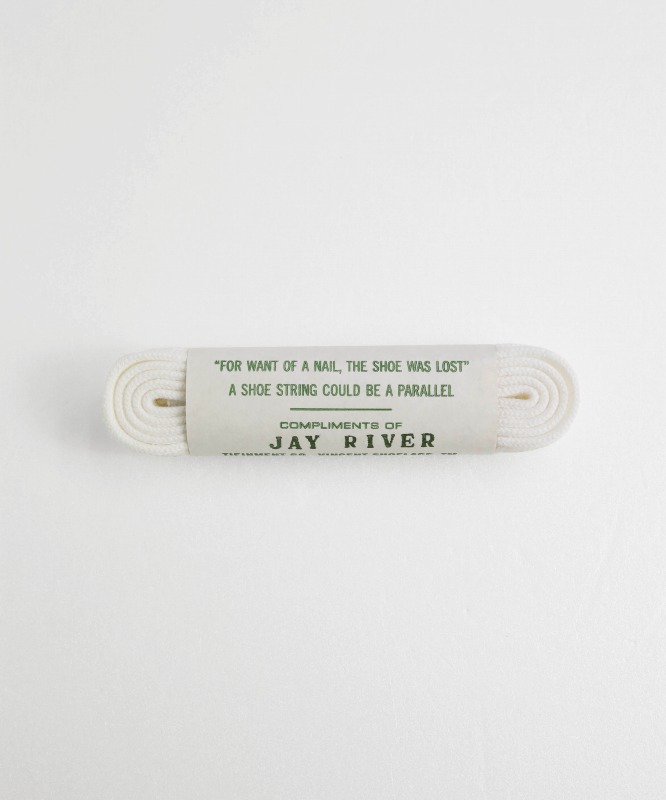 “FOR WANT OF A NAIL, THE SHOE WAS LOST”
A SHOE STRING COULD BE A PARALLEL
COMPLIMENTS OF
JAY RIVER